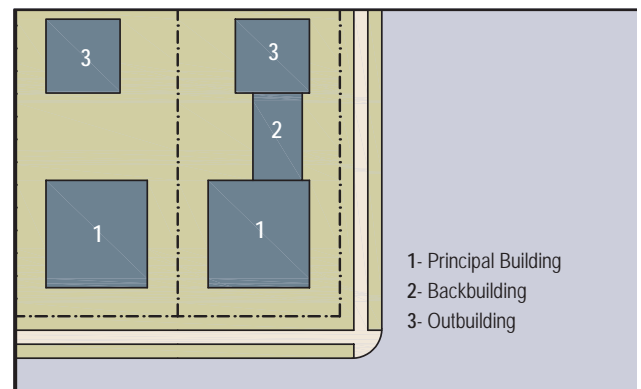 3 3
2
1 1
1- Principal Building
2- Backbuilding
3- Outbuilding